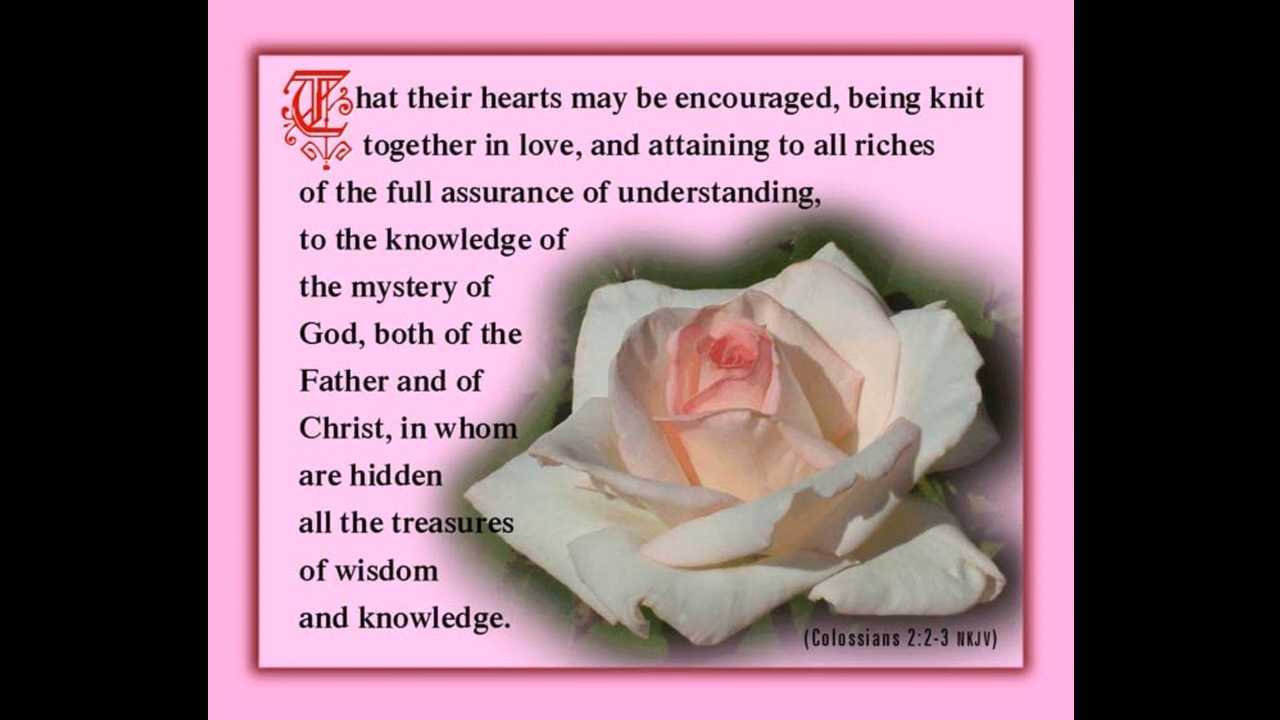 That their hearts may be encouraged, being knit
together in love, and attaining to all riches
of the full assurance of understanding,
to the knowledge of
the mystery of
God, both of the
Father and of
Christ, in whom
are hidden
all the treasures
of wisdom
and knowledge.
(Colossians 2:2-3 NKJV)